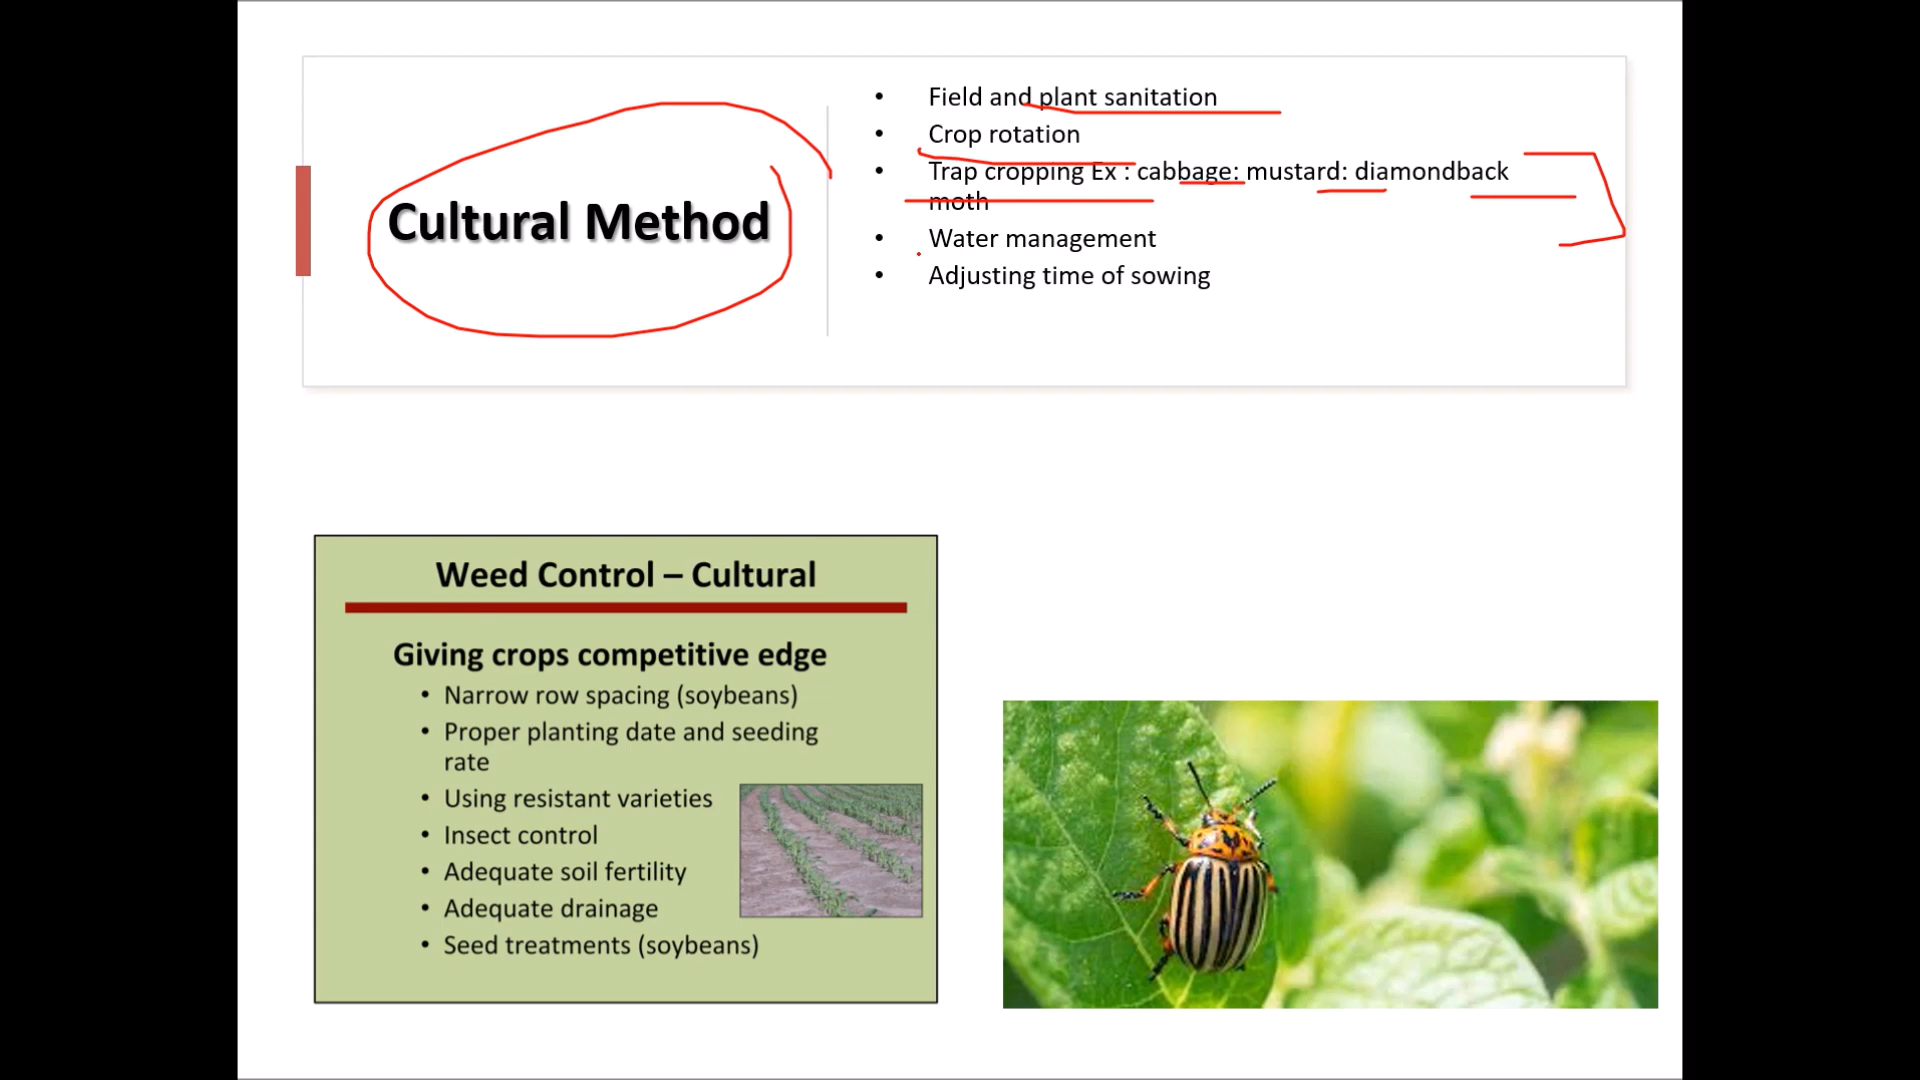 Cultural Method
• Field and plant sanitation
• Crop rotation
• Trap cropping Ex : cabbage: mustard: diamondback
moth
• Water management
• Adjusting time of sowing
Weed Control – Cultural
Giving crops competitive edge
• Narrow row spacing (soybeans)
• Proper planting date and seeding
rate
• Using resistant varieties
• Insect control
• Adequate soil fertility
• Adequate drainage
• Seed treatments (soybeans)